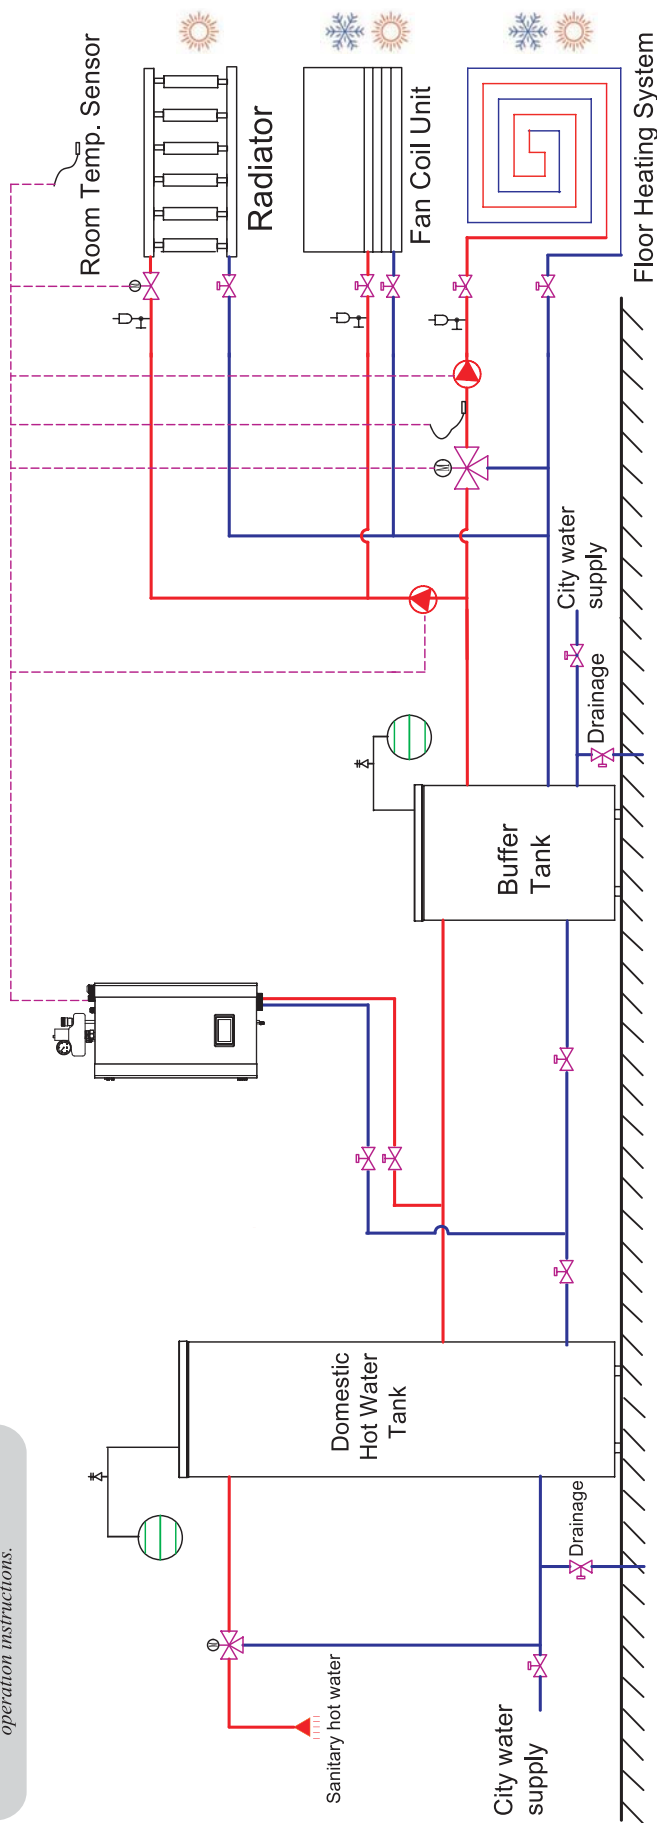 operation instructions.
Room Temp. Sensor
Radiator
Fan Coil Unit
Floor Heating System
City water
supply
Drainage
Buffer
Tank
Domestic
Hot Water
Tank
Drainage
Sanitary hot water
City water
supply